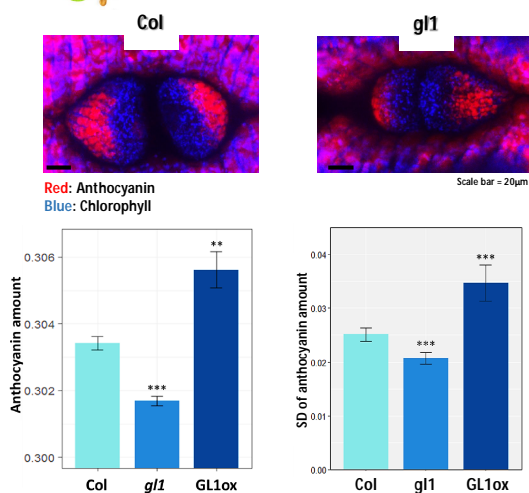 Col
gl1
Red: Anthocyanin
Blue: Chlorophyll
Scale bar = 20μm
Anthocyanin amount
0.306
0.304
0.302
0.300
**
***
Col
gl1
GL1ox
SD of anthocyanin amount
0.04
0.03
0.02
0.01
0.00
***
***
Col
gl1
GL1ox